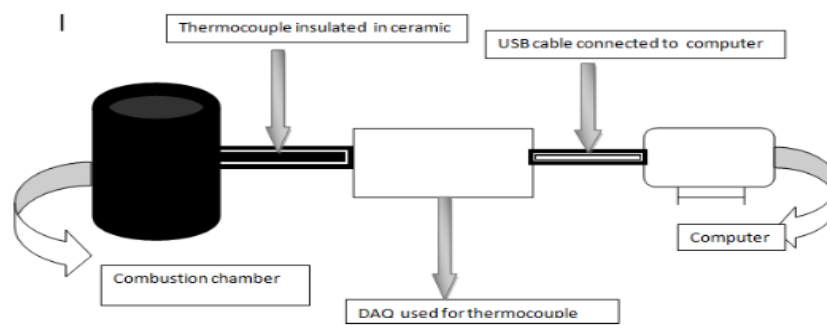 Thermocouple insulated in ceramic
USB cable connected to computer
Computer
Combustion chamber
DAQ used for thermocouple